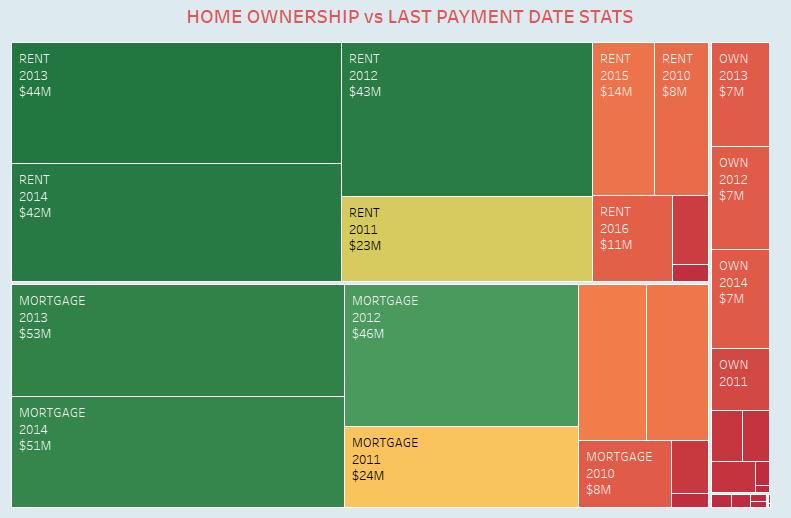 HOME OWNERSHIP vs LAST PAYMENT DATE STATS
RENT
2013
$44M
RENT
2012
$43M
RENT
2015
$14M
RENT
2010
$8M
OWN
2013
$7M
RENT
2014
$42M
RENT
2011
$23M
RENT
2016
$11M
OWN
2012
$7M
OWN
2014
$7M
MORTGAGE
2013
$53M
MORTGAGE
2012
$46M
OWN
2011
MORTGAGE
2014
$51M
MORTGAGE
2011
$24M
MORTGAGE
2010
$8M